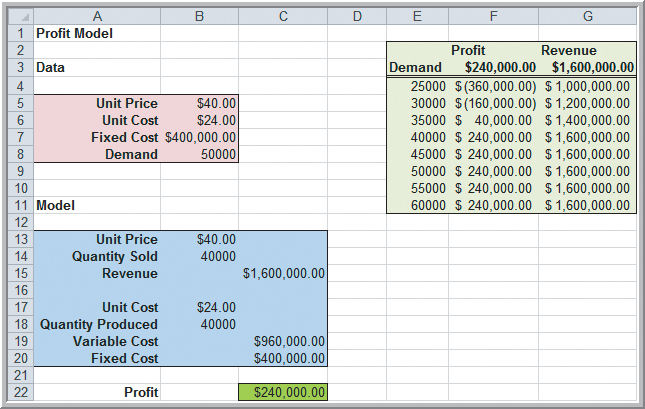 A B C D E F G
1 Profit Model
2 Profit Revenue
3 Data Demand $240,000.00 $1,600,000.00
4 25000 $(360,000.00) $ 1,000,000.00
5 Unit Price $40.00 30000 $(160,000.00) $ 1,200,000.00
6 Unit Cost $24.00 35000 $ 40,000.00 $ 1,400,000.00
7 Fixed Cost $400,000.00 40000 $ 240,000.00 $ 1,600,000.00
8 Demand 50000 45000 $ 240,000.00 $ 1,600,000.00
9 50000 $ 240,000.00 $ 1,600,000.00
10 55000 $ 240,000.00 $ 1,600,000.00
11 Model 60000 $ 240,000.00 $ 1,600,000.00
12
13 Unit Price $40.00
14 Quantity Sold 40000
15 Revenue $1,600,000.00
16
17 Unit Cost $24.00
18 Quantity Produced 40000
19 Variable Cost $960,000.00
20 Fixed Cost $400,000.00
21
22 Profit $240,000.00